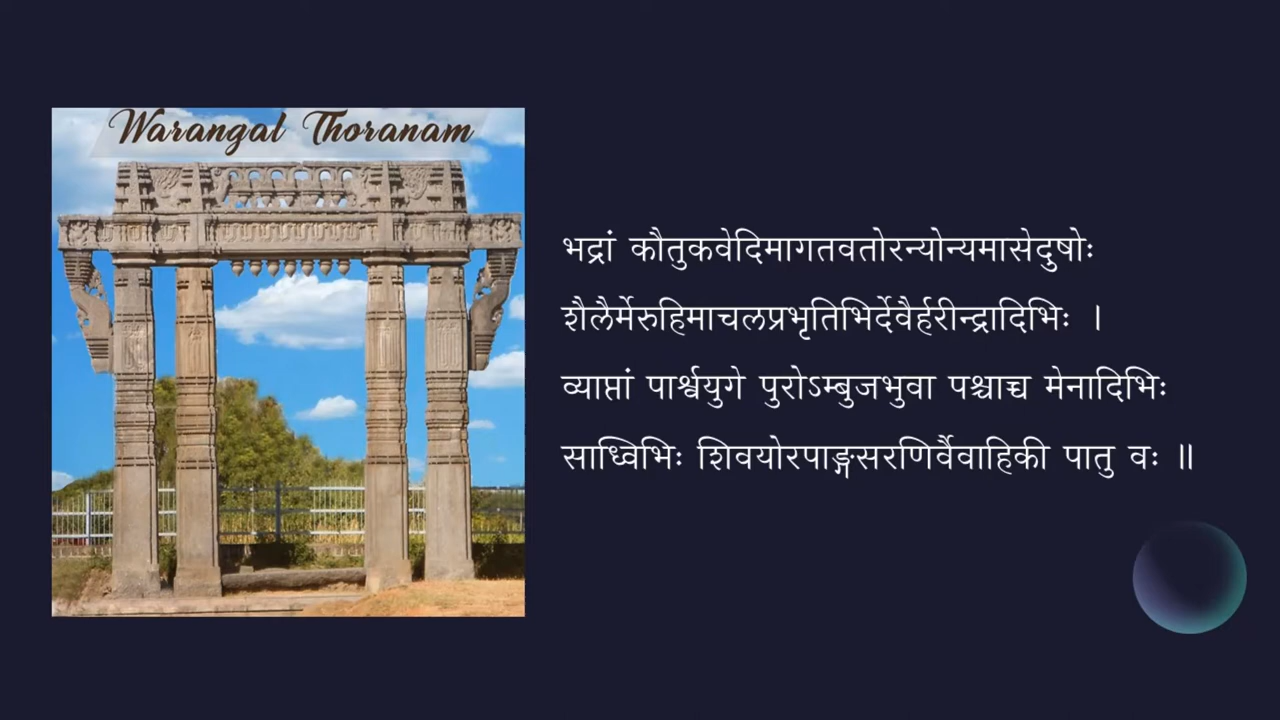 Warangal Thoranam
भद्रां कौतुकवेदिमागतवतोरन्योन्यमासेदुषोः
शैलैर्मेरुहिमाचलप्रभृतिभिर्देवैर्हरीन्द्रादिभिः ।
व्याप्तां पार्श्वयुगे पुरोऽम्बुजभुवा पश्चाच्च मेनादिभिः
साध्विभिः शिवयोरपाङ्गसरणिर्वैवाहिकी पातु वः ॥